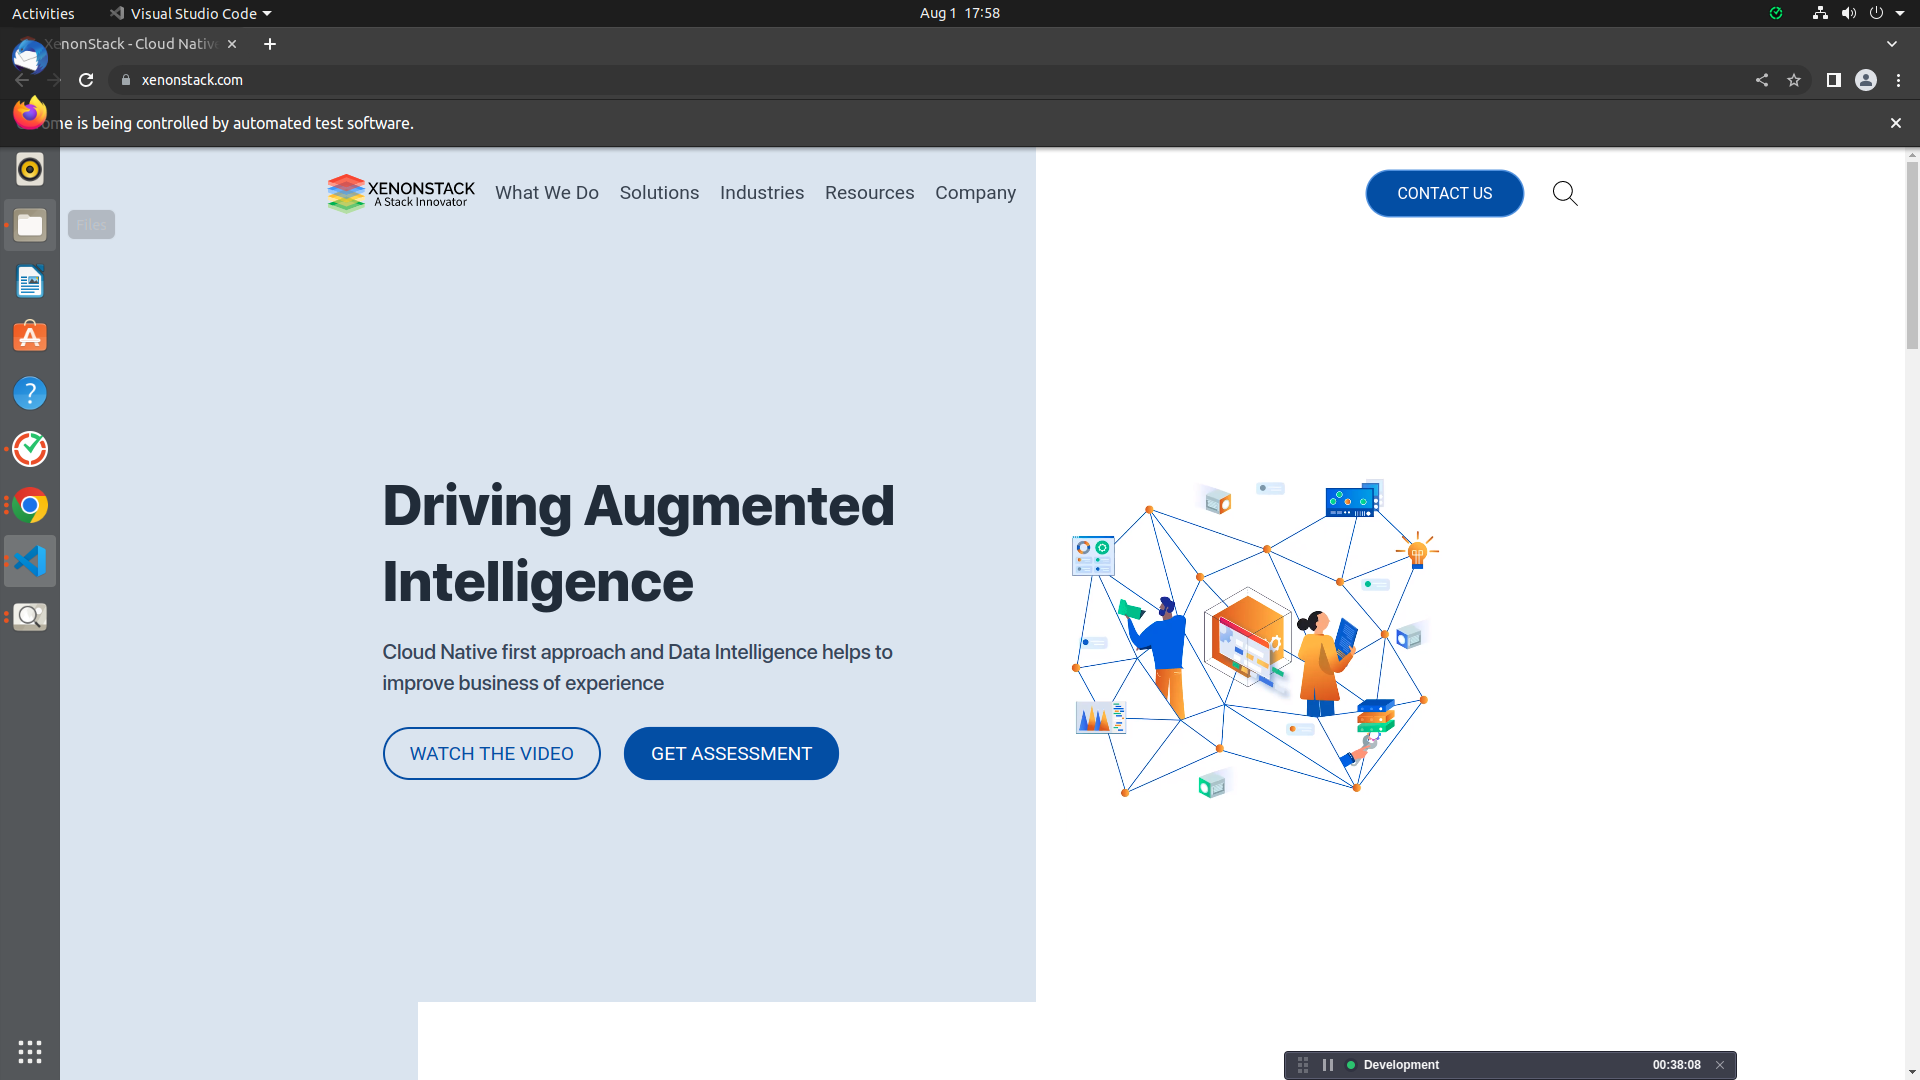 Activities
Visual Studio Code
Aug 1 17:58
XenonStack - Cloud Native
xenonstack.com
is being controlled by automated test software.
XENONSTACK
A Stack Innovator
What We Do
Solutions
Industries
Resources
Company
CONTACT US
Files
Driving Augmented
Intelligence
Cloud Native first approach and Data Intelligence helps to
improve business of experience
WATCH THE VIDEO
GET ASSESSMENT
Development
00:38:08